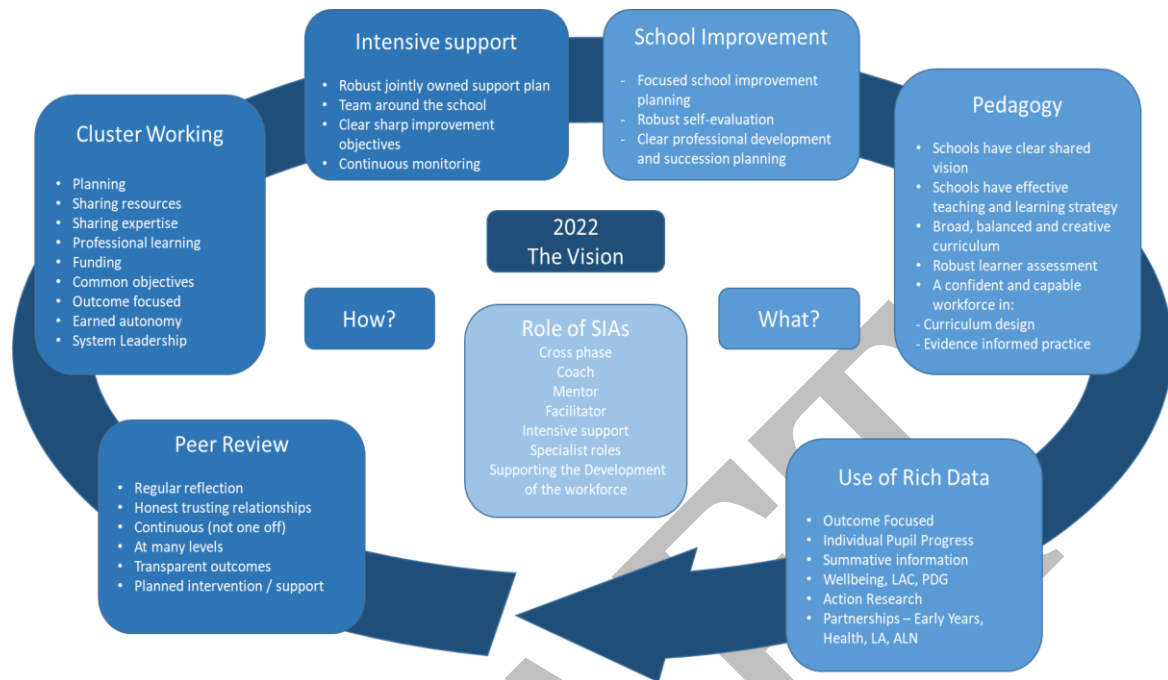 Intensive support
• Robust jointly owned support plan
• Team around the school
• Clear sharp improvement
objectives
• Continuous monitoring
School Improvement
- Focused school improvement
planning
- Robust self-evaluation
- Clear professional development
and succession planning
Cluster Working
• Planning
• Sharing resources
• Sharing expertise
• Professional learning
• Funding
• Common objectives
• Outcome focused
• Earned autonomy
• System Leadership
Pedagogy
• Schools have clear shared
vision
• Schools have effective
teaching and learning strategy
• Broad, balanced and creative
curriculum
• Robust learner assessment
• A confident and capable
workforce in:
- Curriculum design
- Evidence informed practice
2022
The Vision
How?
What?
Role of SIAs
Cross phase
Coach
Mentor
Facilitator
Intensive support
Specialist roles
Supporting the Development
of the workforce
Peer Review
• Regular reflection
• Honest trusting relationships
• Continuous (not one off)
• At many levels
• Transparent outcomes
• Planned intervention / support
Use of Rich Data
• Outcome Focused
• Individual Pupil Progress
• Summative information
• Wellbeing, LAC, PDG
• Action Research
• Partnerships – Early Years,
Health, LA, ALN